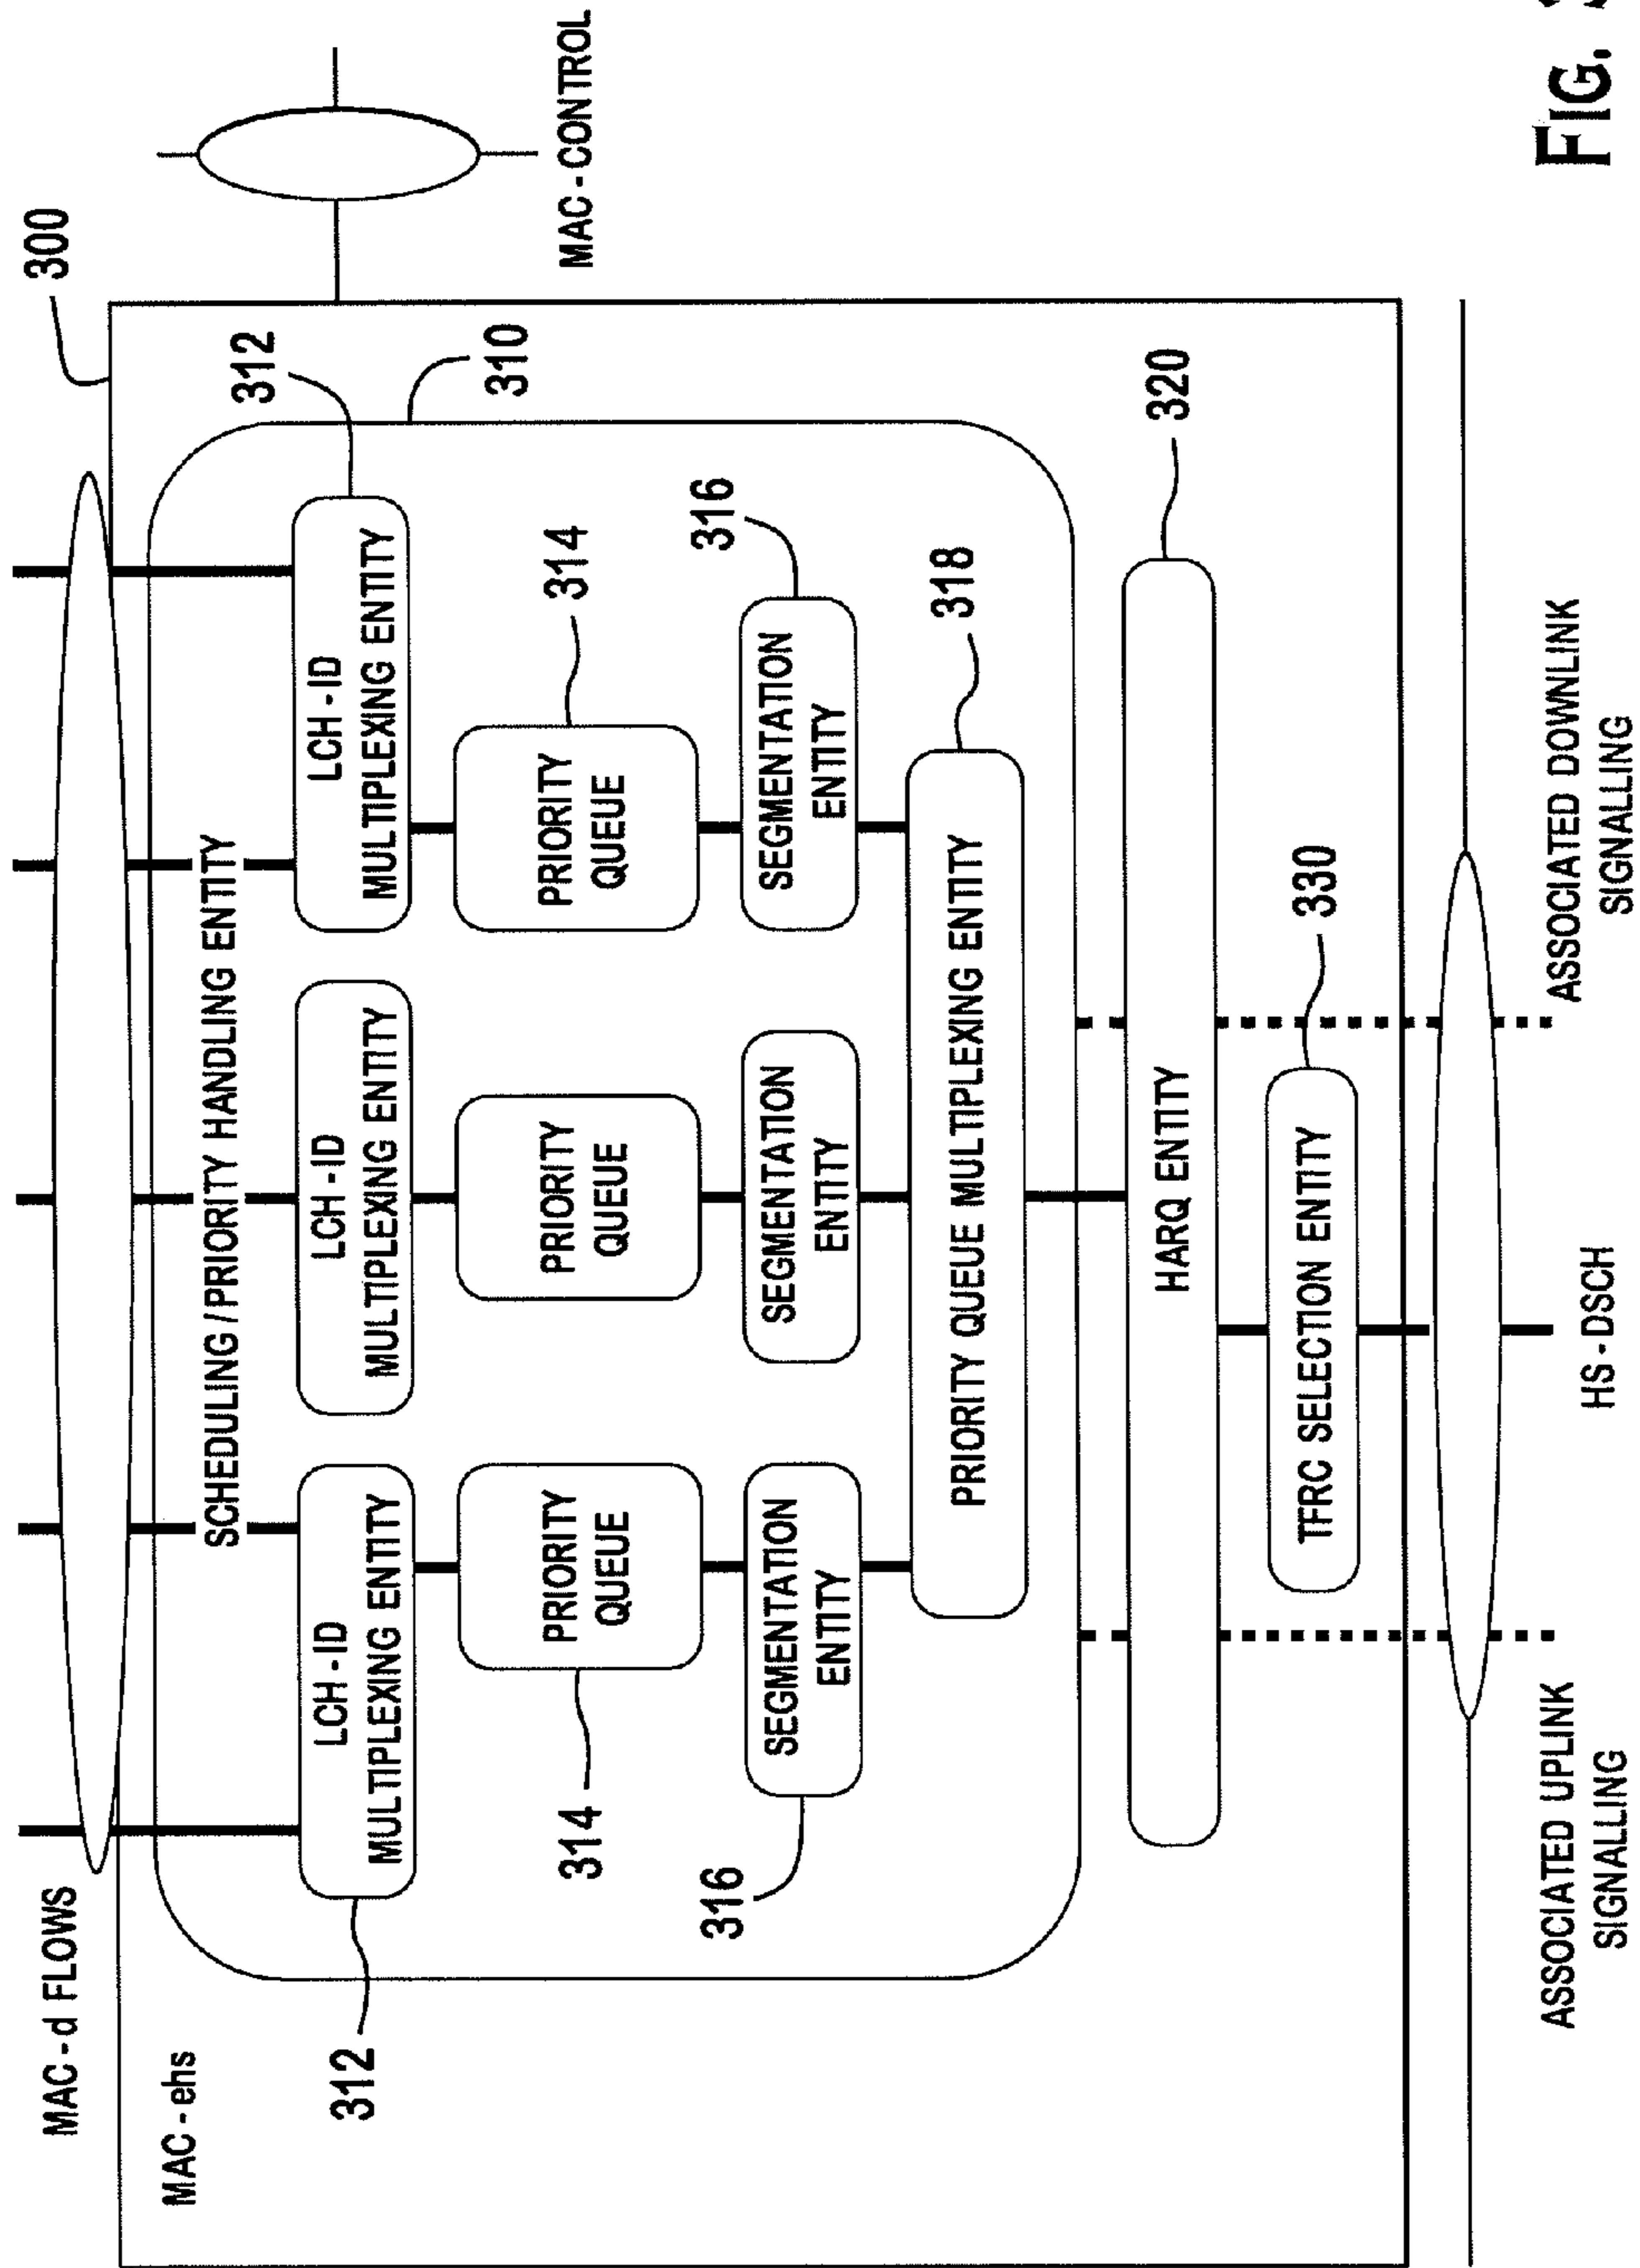 MAC-d FLOWS
300
MAC-ehs
SCHEDULING/PRIORITY HANDLING ENTITY
MAC-CONTROL
312
LCH-ID
MULTIPLEXING ENTITY
LCH-ID
MULTIPLEXING ENTITY
LCH-ID
MULTIPLEXING ENTITY
312
310
314
PRIORITY
QUEUE
PRIORITY
QUEUE
PRIORITY
QUEUE
314
316
SEGMENTATION
ENTITY
SEGMENTATION
ENTITY
SEGMENTATION
ENTITY
316
PRIORITY QUEUE MULTIPLEXING ENTITY
318
HARQ ENTITY
320
TFRC SELECTION ENTITY
330
ASSOCIATED UPLINK
SIGNALLING
HS-DSCH
ASSOCIATED DOWNLINK
SIGNALLING
FIG.